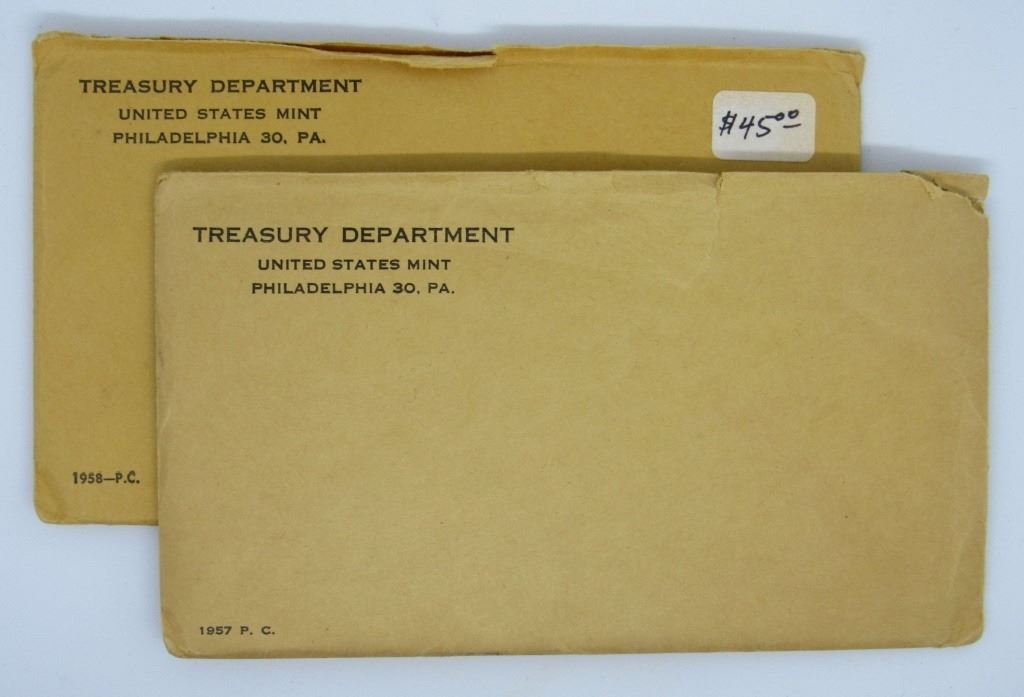 TREASURY DEPARTMENT
UNITED STATES MINT
PHILADELPHIA 30, PA.
$45.00
1958—P.C.
TREASURY DEPARTMENT
UNITED STATES MINT
PHILADELPHIA 30, PA.
1957 P. C.